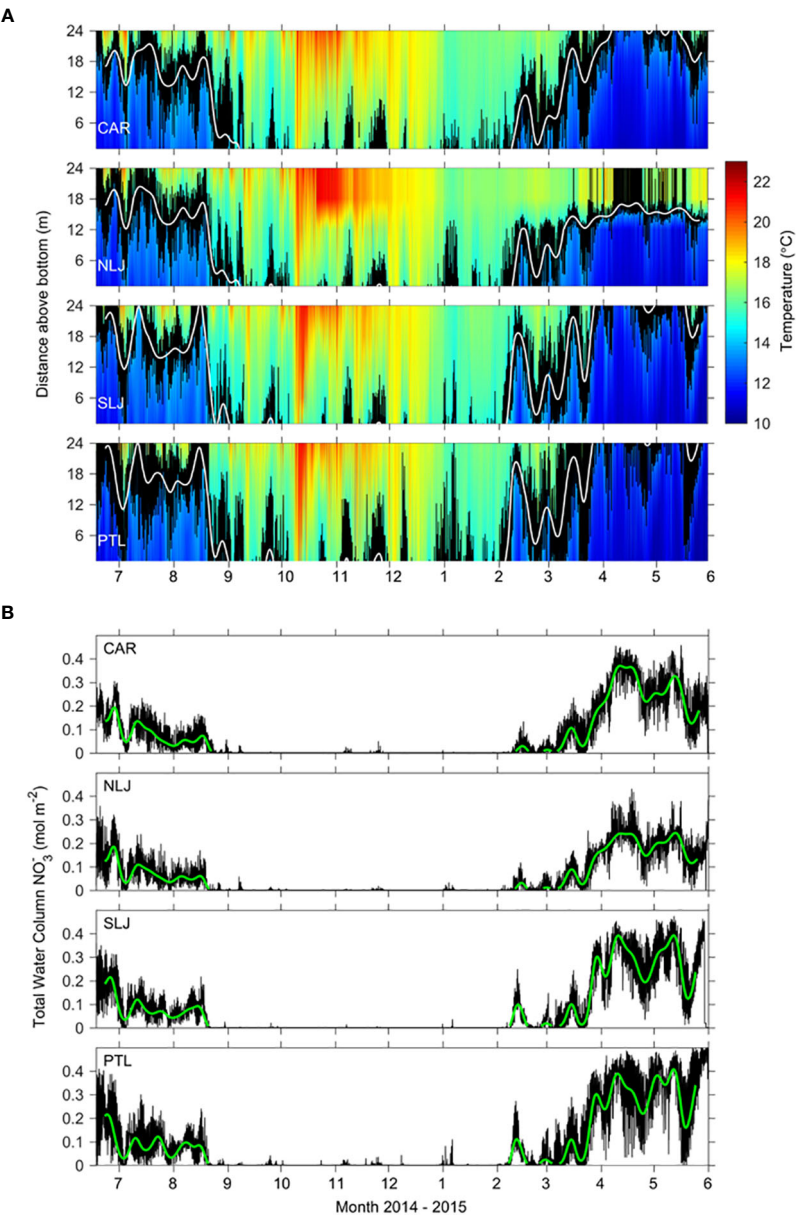 A
24
18
12
6
CAR
24
18
12
6
NLJ
24
18
12
6
SLJ
24
18
12
6
PTL
7 8 9 10 11 12 1 2 3 4 5 6
Distance above bottom (m)
22
20
18
16
14
12
10
Temperature (°C)
B
CAR
0.4
0.3
0.2
0.1
0
NLJ
0.4
0.3
0.2
0.1
0
SLJ
0.4
0.3
0.2
0.1
0
PTL
0.4
0.3
0.2
0.1
0
7 8 9 10 11 12 1 2 3 4 5 6
Total Water Column NO₃⁻ (mol m⁻²)
Month 2014 - 2015